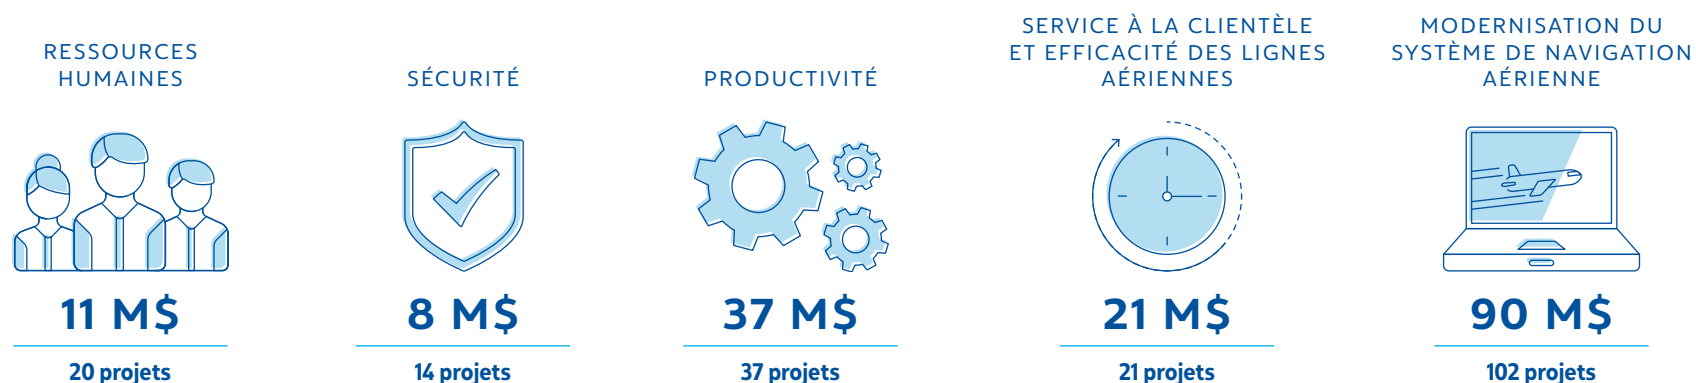 RESSOURCES
HUMAINES
11 M$
20 projets
SÉCURITÉ
8 M$
14 projets
PRODUCTIVITÉ
37 M$
37 projets
SERVICE À LA CLIENTÈLE
ET EFFICACITÉ DES LIGNES
AÉRIENNES
21 M$
21 projets
MODERNISATION DU
SYSTÈME DE NAVIGATION
AÉRIENNE
90 M$
102 projets